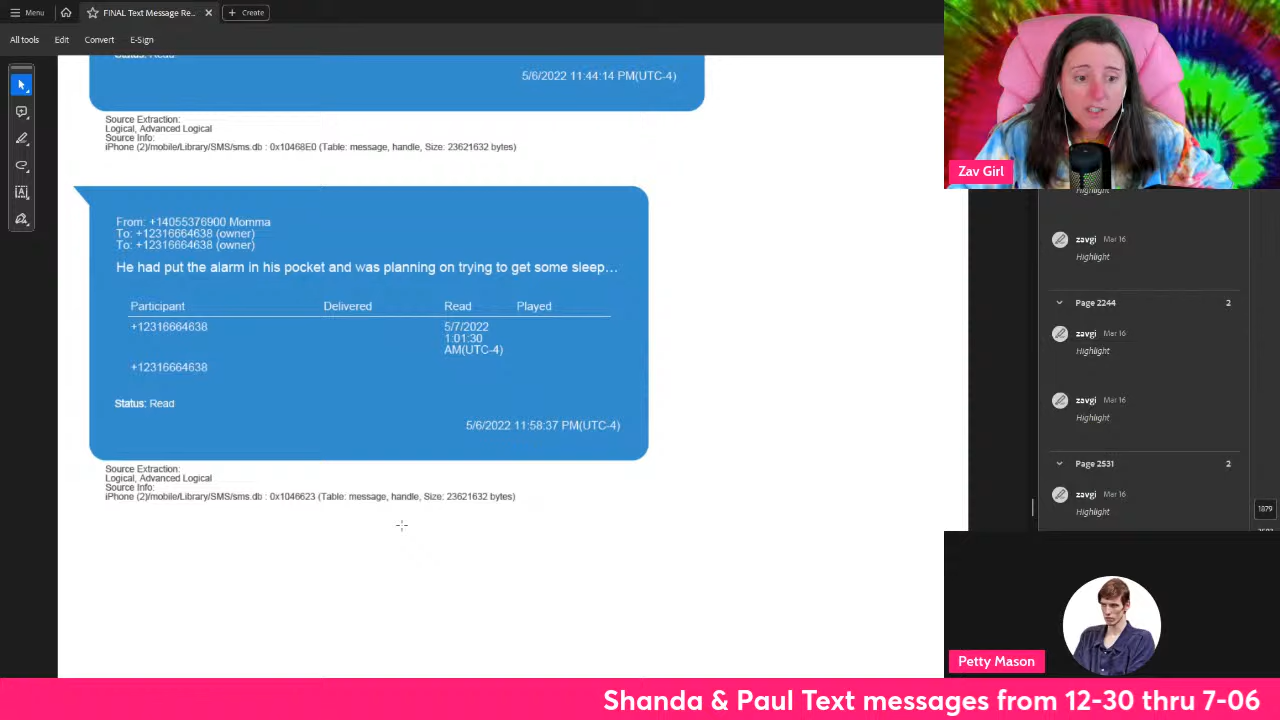 Menu
FINAL Text Message Re...
Create
All tools
Edit
Convert
E-Sign
5/6/2022 11:44:14 PM(UTC-4)
Source Extraction:
Logical, Advanced Logical
Source Info:
iPhone (2)/mobile/Library/SMS/sms.db : 0x10468E0 (Table: message, handle, Size: 23621632 bytes)
From: +14055376900 Momma
To: +12316664638 (owner)
To: +12316664638 (owner)
He had put the alarm in his pocket and was planning on trying to get some sleep…
Participant Delivered Read Played
+12316664638 5/7/2022
1:01:30
AM(UTC-4)
+12316664638
Status: Read
5/6/2022 11:58:37 PM(UTC-4)
Source Extraction:
Logical, Advanced Logical
Source Info:
iPhone (2)/mobile/Library/SMS/sms.db : 0x1046623 (Table: message, handle, Size: 23621632 bytes)
Zav Girl
Highlight
zavgi Mar 16
Highlight
Page 2244 2
zavgi Mar 16
Highlight
zavgi Mar 16
Highlight
Page 2531 2
zavgi Mar 16
Highlight
1879
Petty Mason
Shanda & Paul Text messages from 12-30 thru 7-06